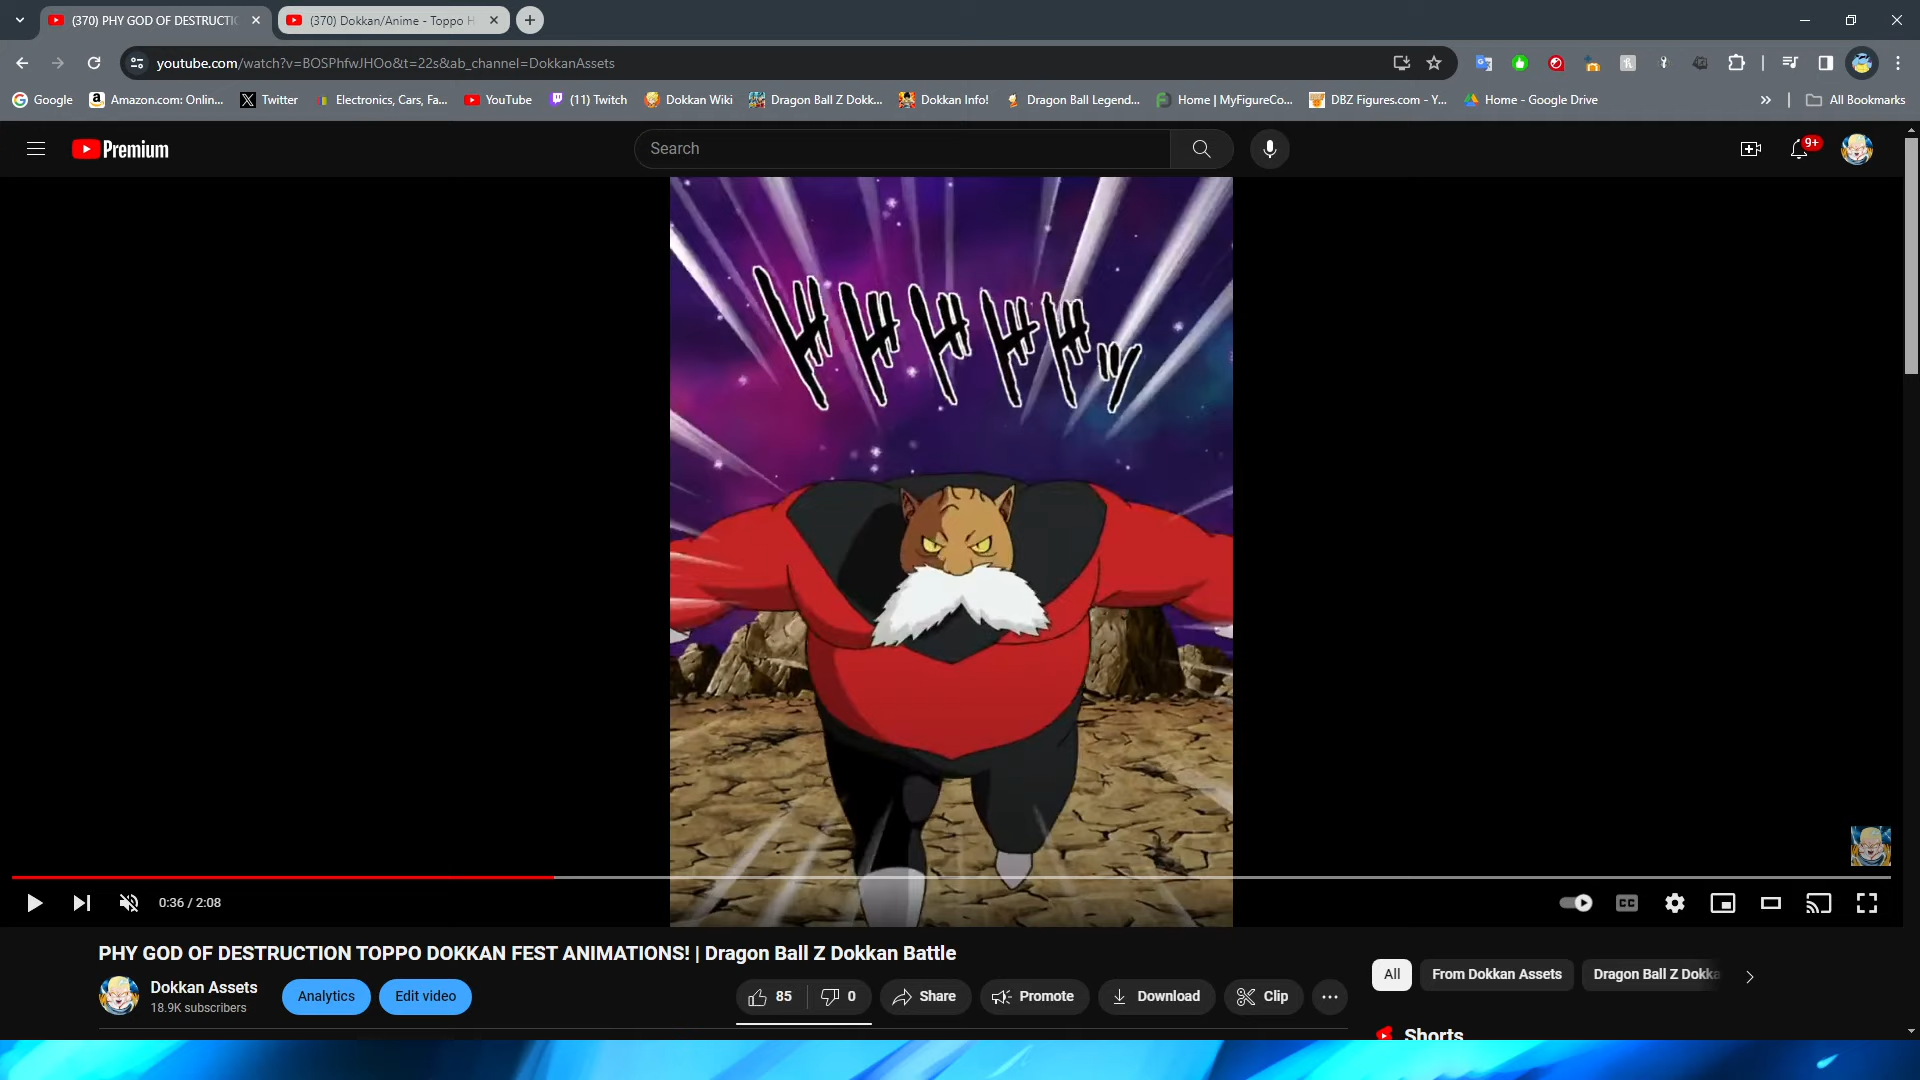 (370) PHY GOD OF DESTRUCTI
(370) Dokkan/Anime - Toppo H
youtube.com/watch?v=BOSPhfwJHOo&t=22s&ab_channel=DokkanAssets
Google
Amazon.com: Onlin...
Twitter
Electronics, Cars, Fa...
YouTube
(11) Twitch
Dokkan Wiki
Dragon Ball Z Dokk...
Dokkan Info!
Dragon Ball Legend...
Home | MyFigureCo...
DBZ Figures.com - Y...
Home - Google Drive
»
All Bookmarks
Premium
Search
9+
ドドドドドッ
0:36 / 2:08
CC
PHY GOD OF DESTRUCTION TOPPO DOKKAN FEST ANIMATIONS! | Dragon Ball Z Dokkan Battle
Dokkan Assets
18.9K subscribers
Analytics
Edit video
85
0
Share
Promote
Download
Clip
All
From Dokkan Assets
Dragon Ball Z Dokka
Shorts